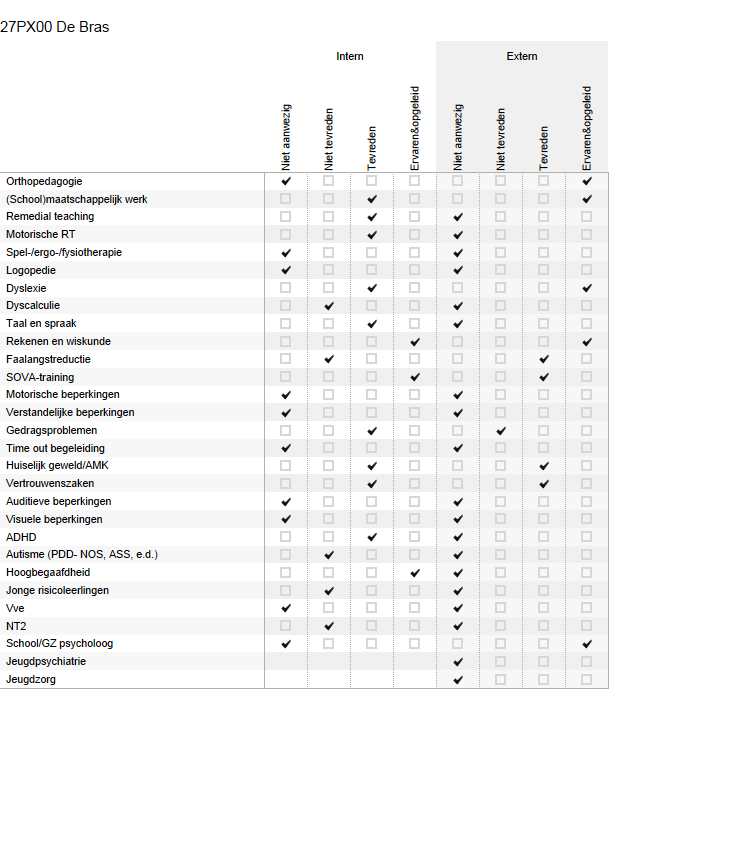 27PX00 De Bras
Intern Extern
Niet aanwezig Niet tevreden Tevreden Ervaren&opgeleid Niet aanwezig Niet tevreden Tevreden Ervaren&opgeleid
Orthopedagogie
(School)maatschappelijk werk
Remedial teaching
Motorische RT
Spel-/ergo-/fysiotherapie
Logopedie
Dyslexie
Dyscalculie
Taal en spraak
Rekenen en wiskunde
Faalangstreductie
SOVA-training
Motorische beperkingen
Verstandelijke beperkingen
Gedragsproblemen
Time out begeleiding
Huiselijk geweld/AMK
Vertrouwenszaken
Auditieve beperkingen
Visuele beperkingen
ADHD
Autisme (PDD- NOS, ASS, e.d.)
Hoogbegaafdheid
Jonge risicoleerlingen
Vve
NT2
School/GZ psycholoog
Jeugdpsychiatrie
Jeugdzorg